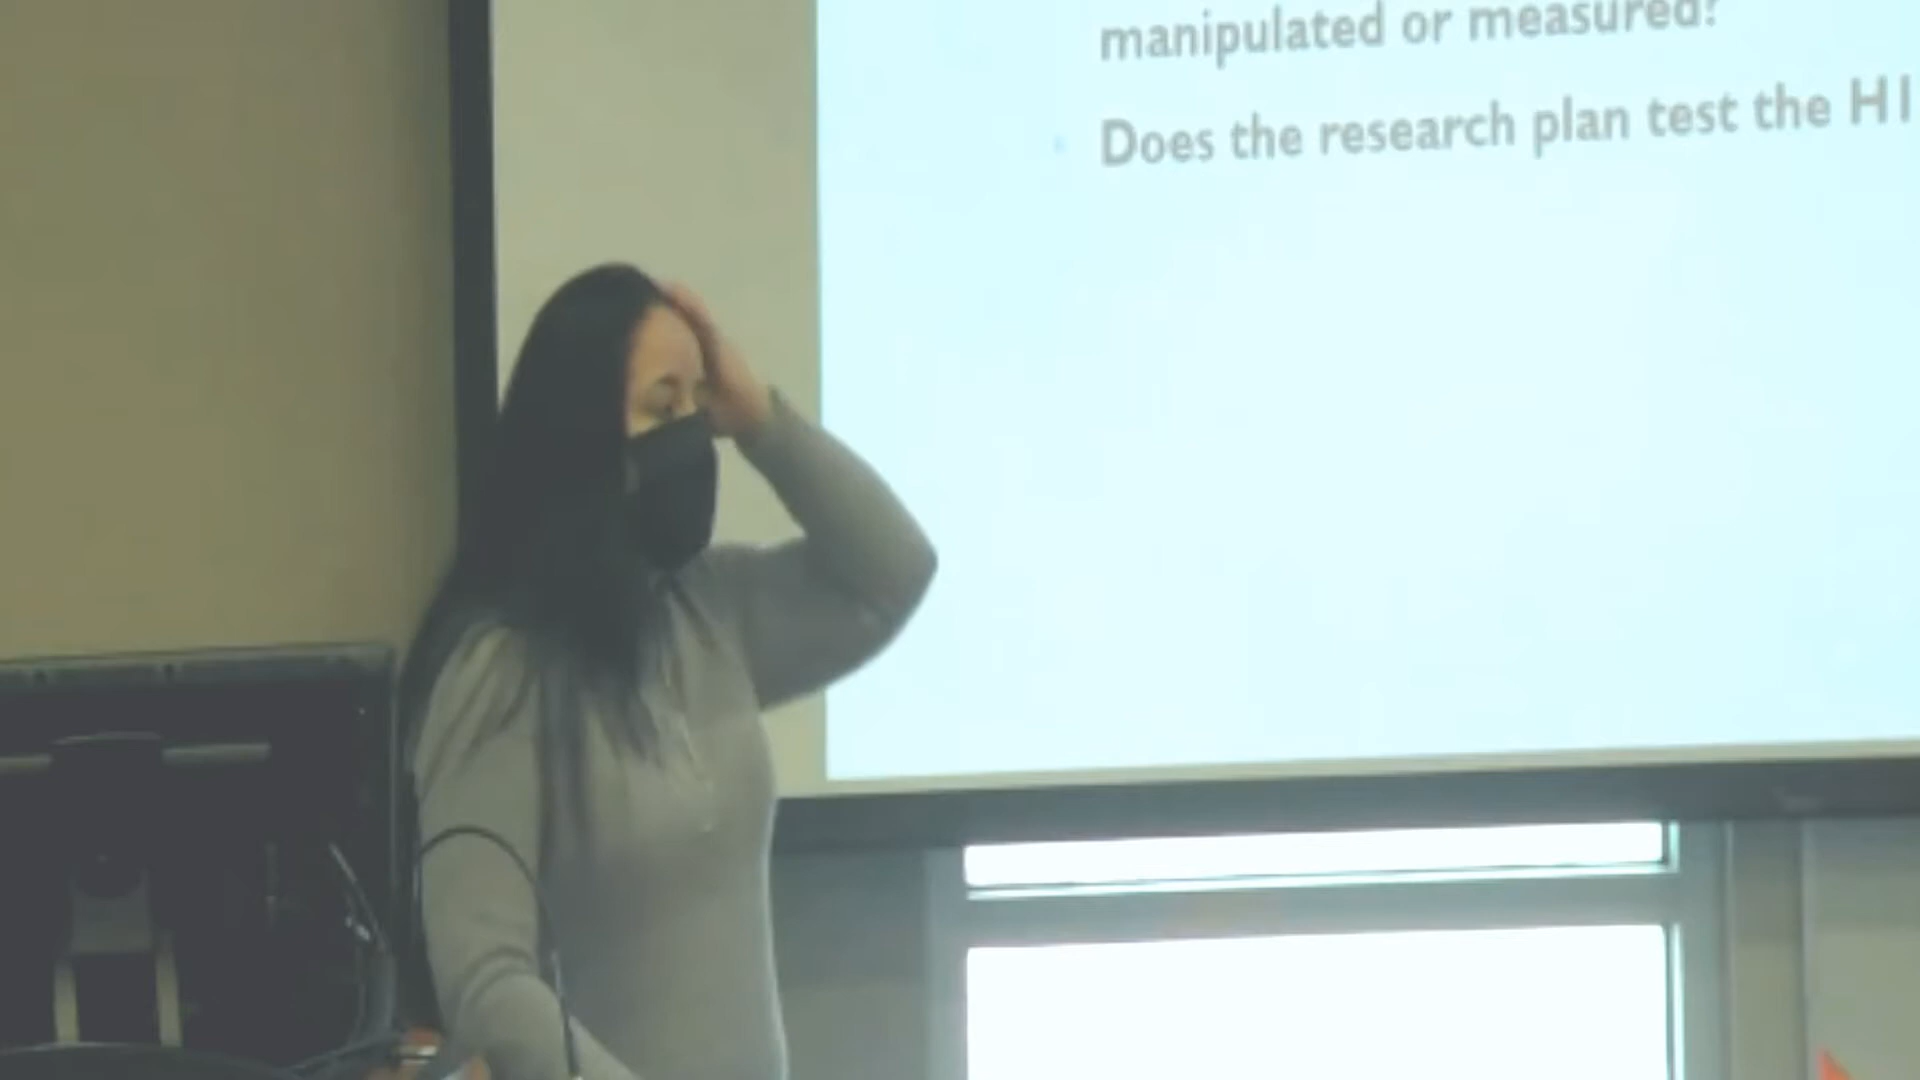 manipulated or measured?
Does the research plan test the H1